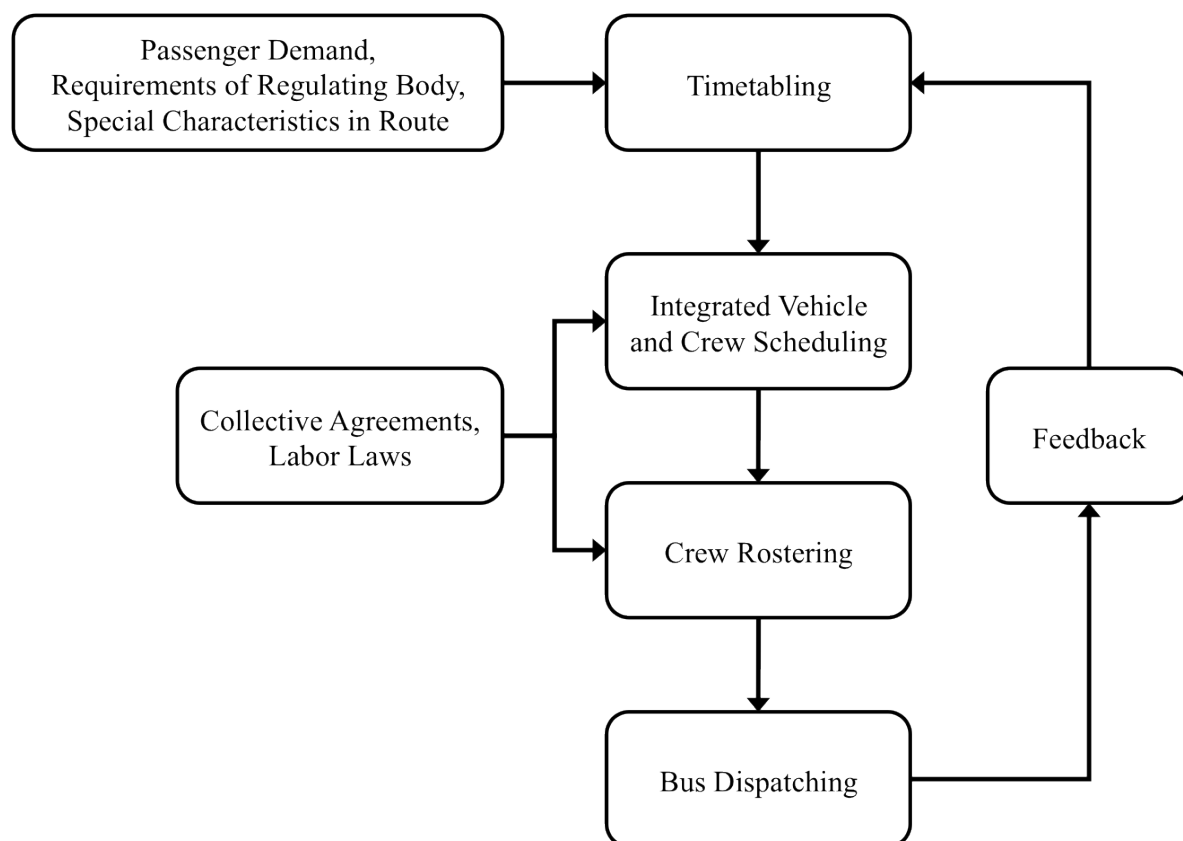 Passenger Demand,
Requirements of Regulating Body,
Special Characteristics in Route
Timetabling
Integrated Vehicle
and Crew Scheduling
Collective Agreements,
Labor Laws
Feedback
Crew Rostering
Bus Dispatching